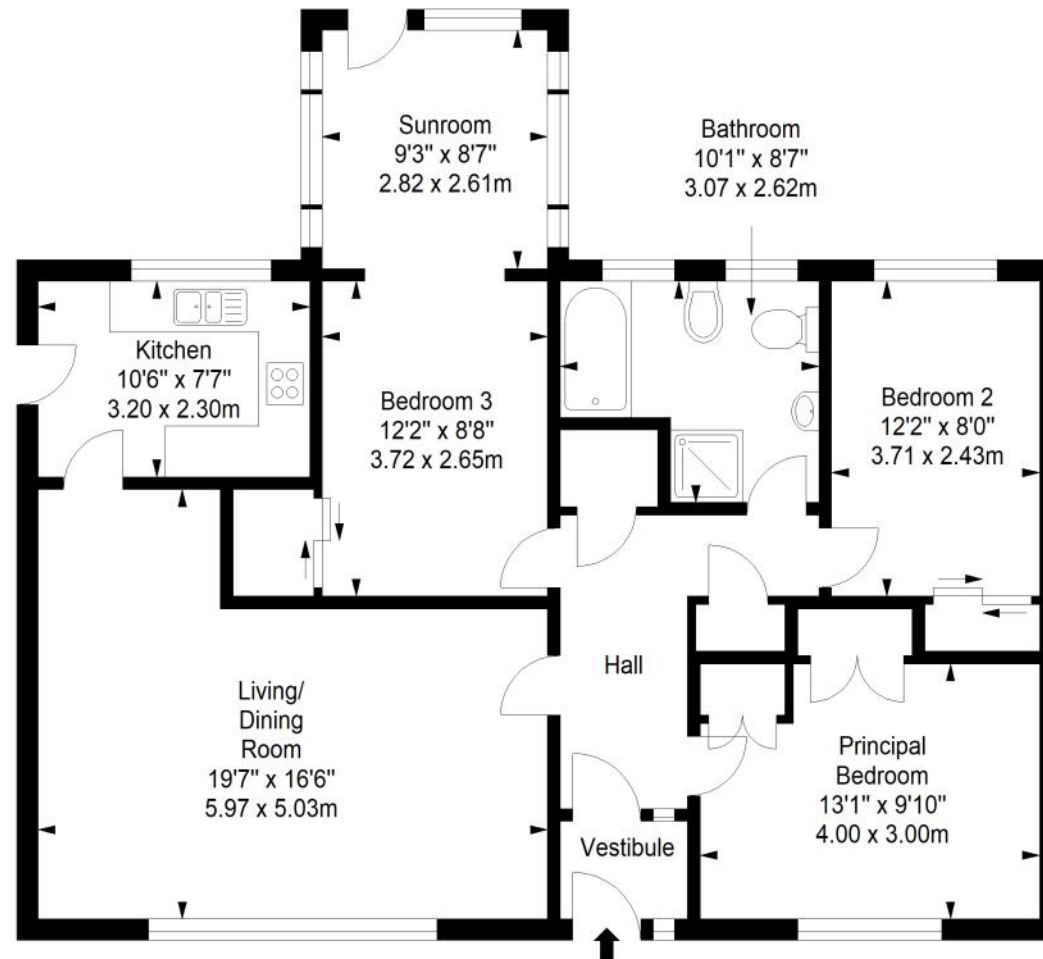 Sunroom
9'3" x 8'7"
2.82 x 2.61m
Bathroom
10'1" x 8'7"
3.07 x 2.62m
Kitchen
10'6" x 7'7"
3.20 x 2.30m
Bedroom 3
12'2" x 8'8"
3.72 x 2.65m
Bedroom 2
12'2" x 8'0"
3.71 x 2.43m
Living/
Dining
Room
19'7" x 16'6"
5.97 x 5.03m
Hall
Principal
Bedroom
13'1" x 9'10"
4.00 x 3.00m
Vestibule